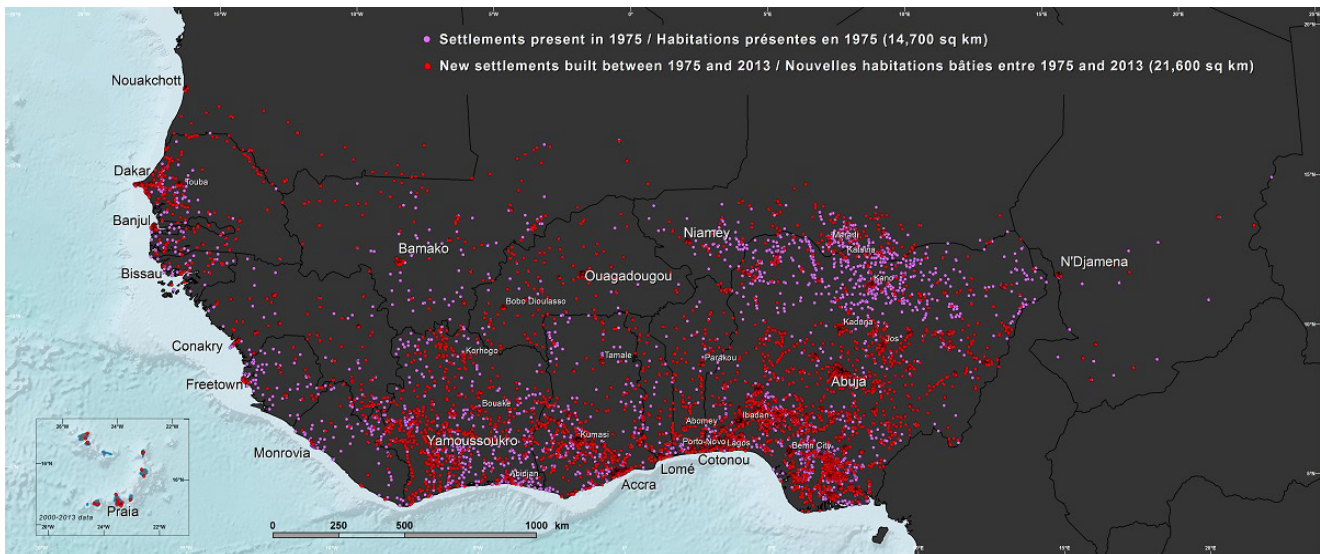 Settlements present in 1975 / Habitations présentes en 1975 (14,700 sq km)
New settlements built between 1975 and 2013 / Nouvelles habitations bâties entre 1975 and 2013 (21,600 sq km)
Nouakchott
Dakar
Touba
Banjul
Bissau
Bamako
Niamey
Maradi
Katsina
Kano
N'Djamena
Ouagadougou
Bobo Dioulasso
Conakry
Korhogo
Tamale
Parakou
Kaduna
Jos
Freetown
Bouake
Abuja
Monrovia
Yamoussoukro
Kumasi
Abomey
Ibadan
Porto-Novo
Lagos
Benin City
Abidjan
Accra
Lomé
Cotonou
Praia
2000-2013 data
0 500 1000 km